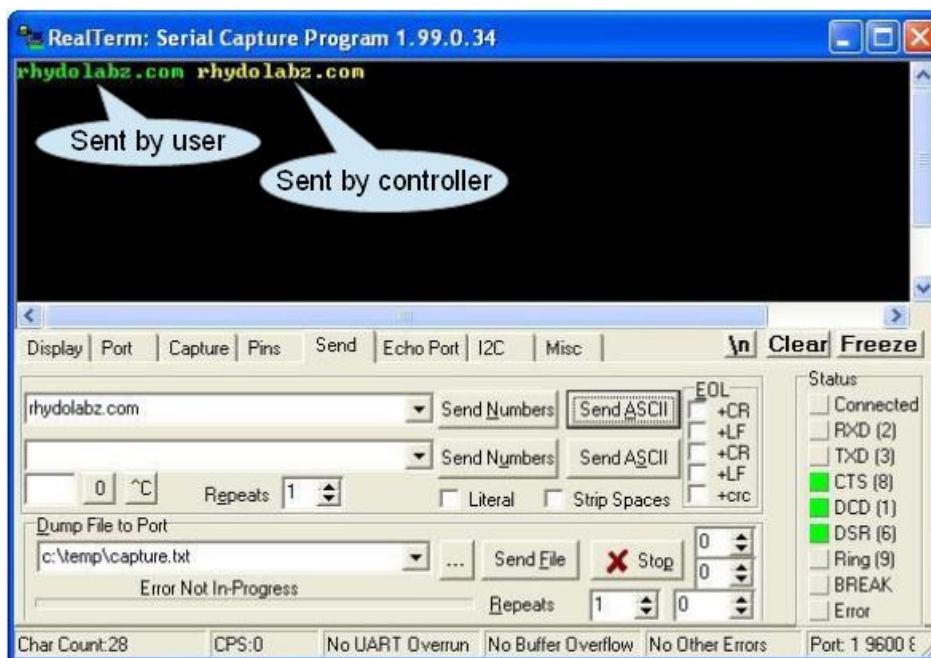 RealTerm: Serial Capture Program 1.99.0.34
rhydolabz.com rhydolabz.com
Sent by user
Sent by controller
Display Port Capture Pins Send Echo Port I2C Misc \n Clear Freeze
rhydolabz.com Send Numbers Send ASCII
EOL
+CR
+LF
+CR
+LF
+crc
Send Numbers Send ASCII
0 ^C Repeats 1 Literal Strip Spaces
Dump File to Port
c:\temp\capture.txt ... Send File Stop 0
0
Error Not In-Progress
Repeats 1 0
Status
Connected
RXD (2)
TXD (3)
CTS (8)
DCD (1)
DSR (6)
Ring (9)
BREAK
Error
Char Count:28 CPS:0 No UART Overrun No Buffer Overflow No Other Errors Port: 1 9600